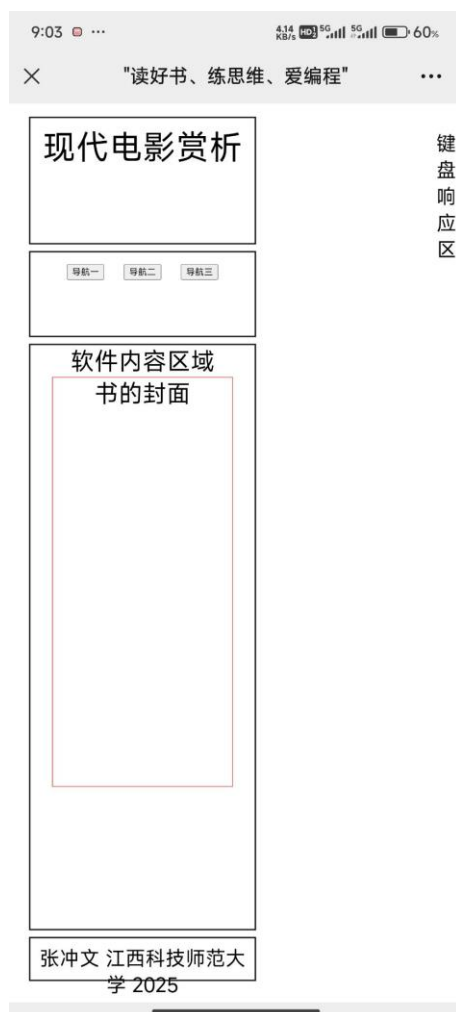 9:03 ... 4.14 KB/s HD 5G 5G 60%
"读好书、练思维、爱编程" ...
现代电影赏析
键盘响应区
导航一 导航二 导航三
软件内容区域
书的封面
张冲文 江西科技师范大
学 2025